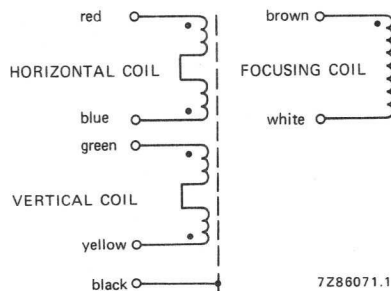 red
brown
HORIZONTAL COIL
FOCUSING COIL
blue
white
green
VERTICAL COIL
yellow
black
7Z86071.1